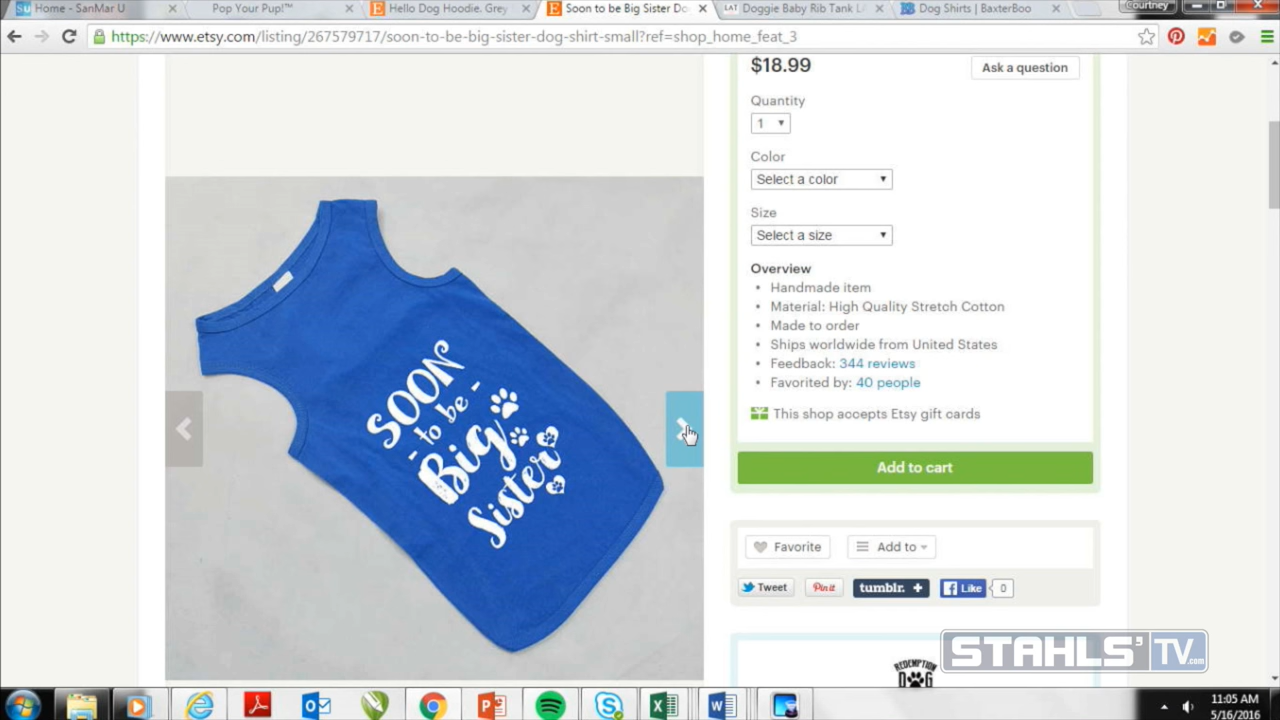 Home - SanMar U
Pop Your Pup!™
Hello Dog Hoodie. Grey
Soon to be Big Sister Do
LAT
Doggie Baby Rib Tank L
Dog Shirts | BaxterBoo
Courtney
https://www.etsy.com/listing/267579717/soon-to-be-big-sister-dog-shirt-small?ref=shop_home_feat_3
$18.99
Ask a question
Quantity
1
Color
Select a color
Size
Select a size
Overview
• Handmade item
• Material: High Quality Stretch Cotton
• Made to order
• Ships worldwide from United States
• Feedback: 344 reviews
• Favorited by: 40 people
This shop accepts Etsy gift cards
Add to cart
Favorite
Add to
Tweet
Pin it
tumblr. +
Like
0
SOON
- to be -
Big
Sister
REDEMPTION
DOG
STAHLS' TV.com
11:05 AM
5/16/2016